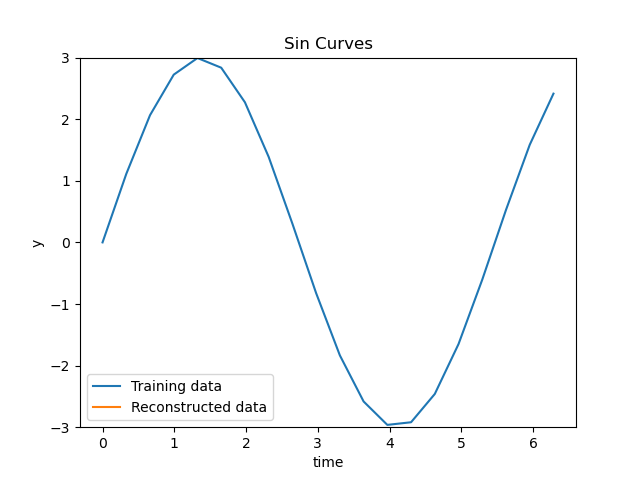 Sin Curves
3
2
1
0
−1
−2
−3
y
Training data
Reconstructed data
0 1 2 3 4 5 6
time